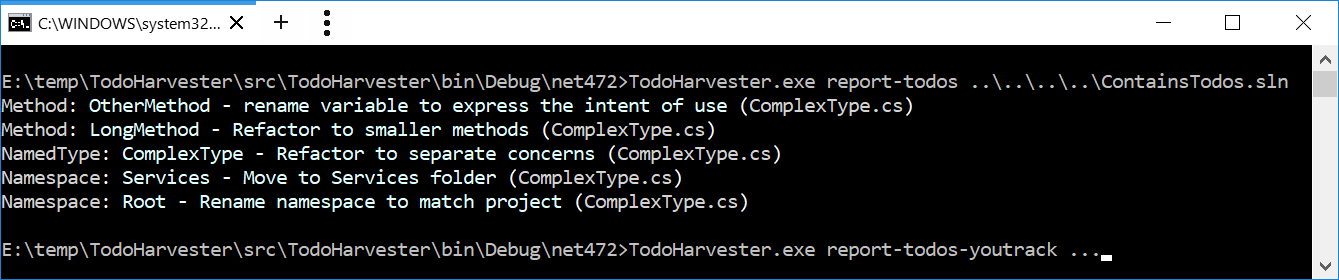 C:\WINDOWS\system32...
E:\temp\TodoHarvester\src\TodoHarvester\bin\Debug\net472>TodoHarvester.exe report-todos ..\..\..\..\ContainsTodos.sln
Method: OtherMethod - rename variable to express the intent of use (ComplexType.cs)
Method: LongMethod - Refactor to smaller methods (ComplexType.cs)
NamedType: ComplexType - Refactor to separate concerns (ComplexType.cs)
Namespace: Services - Move to Services folder (ComplexType.cs)
Namespace: Root - Rename namespace to match project (ComplexType.cs)
E:\temp\TodoHarvester\src\TodoHarvester\bin\Debug\net472>TodoHarvester.exe report-todos-youtrack ...